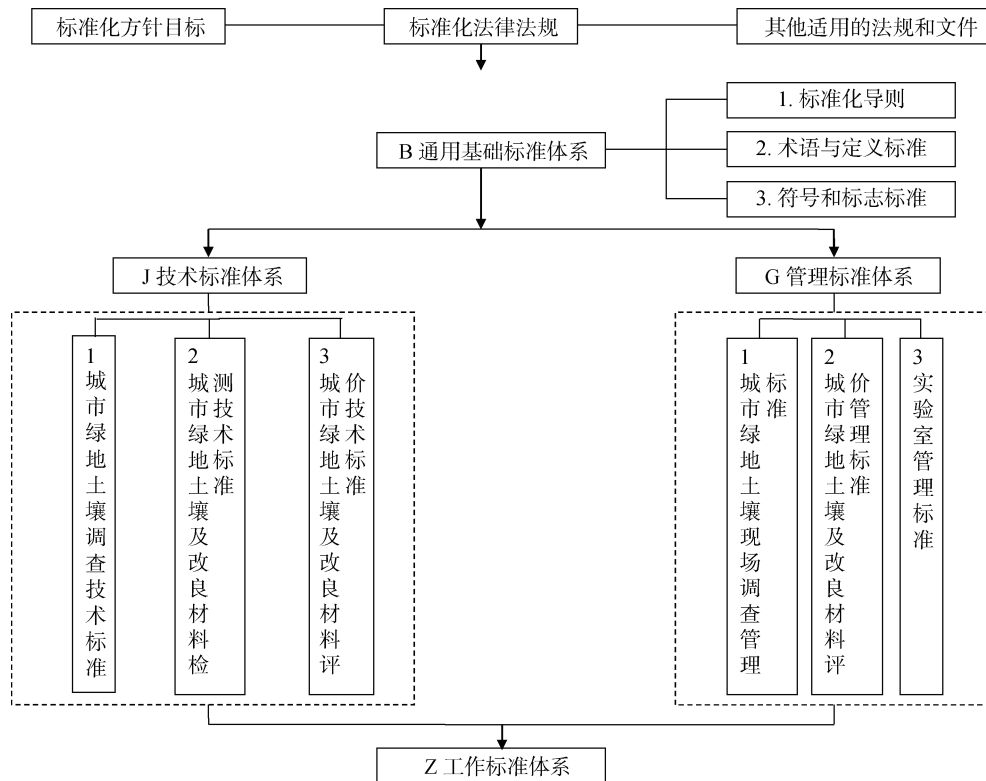 标准化方针目标
标准化法律法规
其他适用的法规和文件
1. 标准化导则
B 通用基础标准体系
2. 术语与定义标准
3. 符号和标志标准
J 技术标准体系
G 管理标准体系
1
城市绿地土壤调查技术标准
2
城市绿地土壤及改良材料检
测技术标准
3
城市绿地土壤及改良材料评
价技术标准
1
城市绿地土壤现场调查管理
标准
2
城市绿地土壤及改良材料评
价管理标准
3
实验室管理标准
Z 工作标准体系